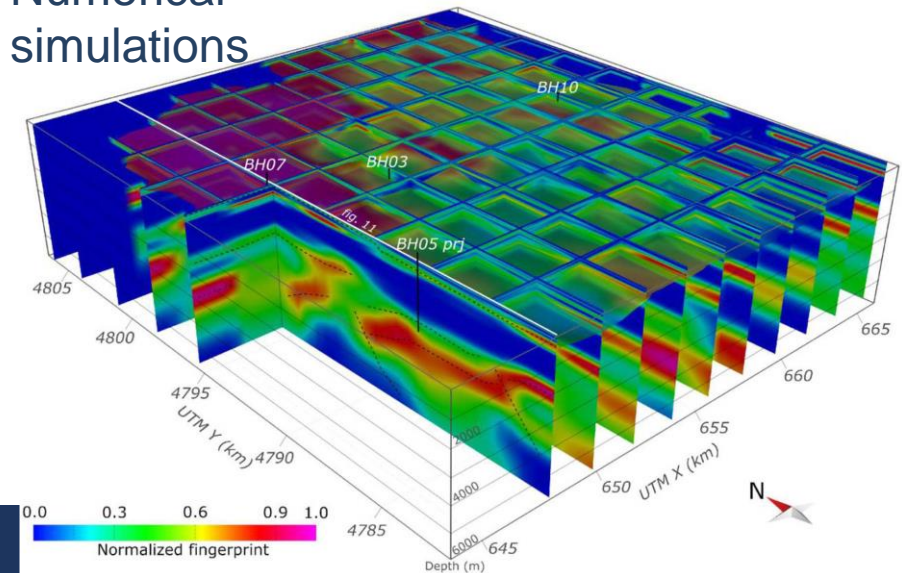 Numerical
simulations
BH10
BH07
BH03
fig. 11
BH05 prj
4805
4800
4795
4790
4785
UTM Y (km)
665
660
655
650
645
UTM X (km)
2000
4000
6000
Depth (m)
N
0.0 0.3 0.6 0.9 1.0
Normalized fingerprint